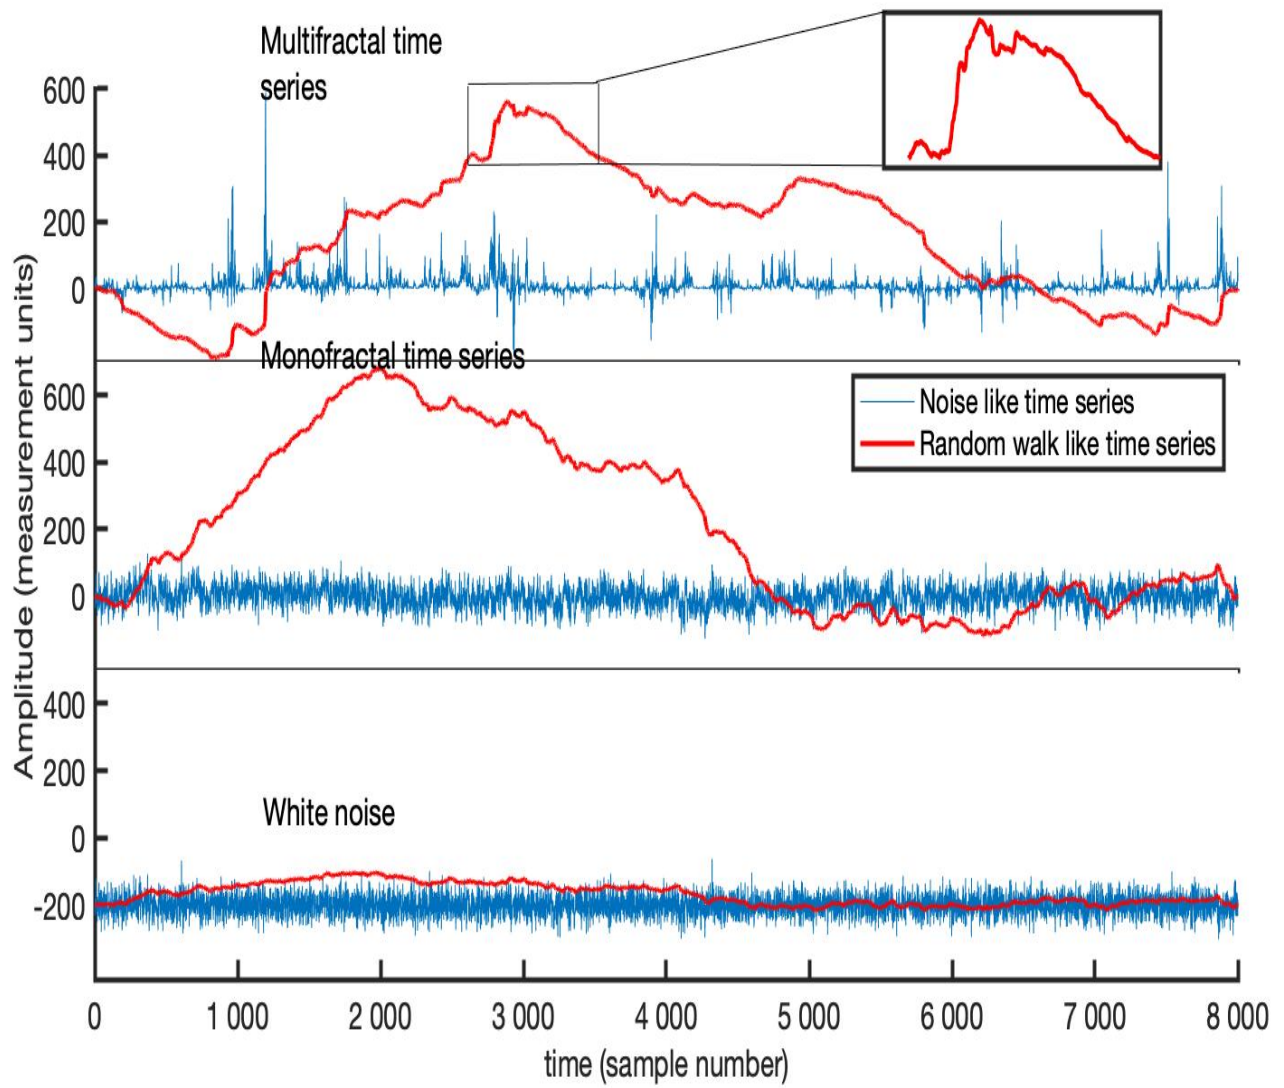 Multifractal time
series
600
400
200
0
Monofractal time series
600
400
200
0
Noise like time series
Random walk like time series
Amplitude (measurement units)
400
200
0
-200
White noise
0 1 000 2 000 3 000 4 000 5 000 6 000 7 000 8 000
time (sample number)